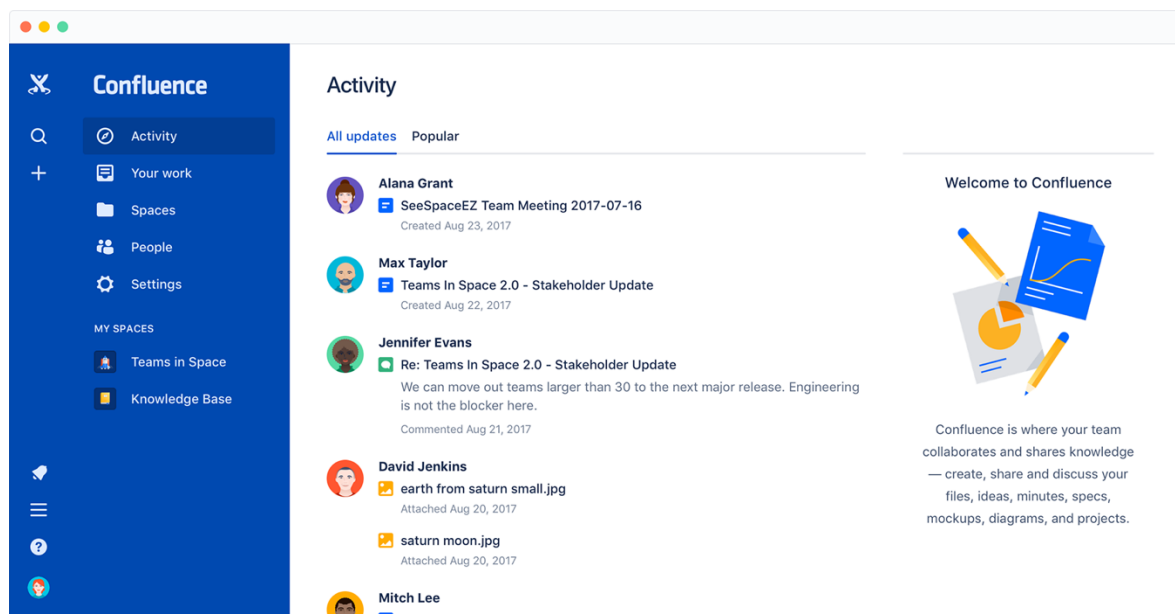 Confluence
Activity
Your work
Spaces
People
Settings
MY SPACES
Teams in Space
Knowledge Base
Activity
All updates Popular
Alana Grant
SeeSpaceEZ Team Meeting 2017-07-16
Created Aug 23, 2017
Max Taylor
Teams In Space 2.0 - Stakeholder Update
Created Aug 22, 2017
Jennifer Evans
Re: Teams In Space 2.0 - Stakeholder Update
We can move out teams larger than 30 to the next major release. Engineering
is not the blocker here.
Commented Aug 21, 2017
David Jenkins
earth from saturn small.jpg
Attached Aug 20, 2017
saturn moon.jpg
Attached Aug 20, 2017
Mitch Lee
Welcome to Confluence
Confluence is where your team
collaborates and shares knowledge
— create, share and discuss your
files, ideas, minutes, specs,
mockups, diagrams, and projects.